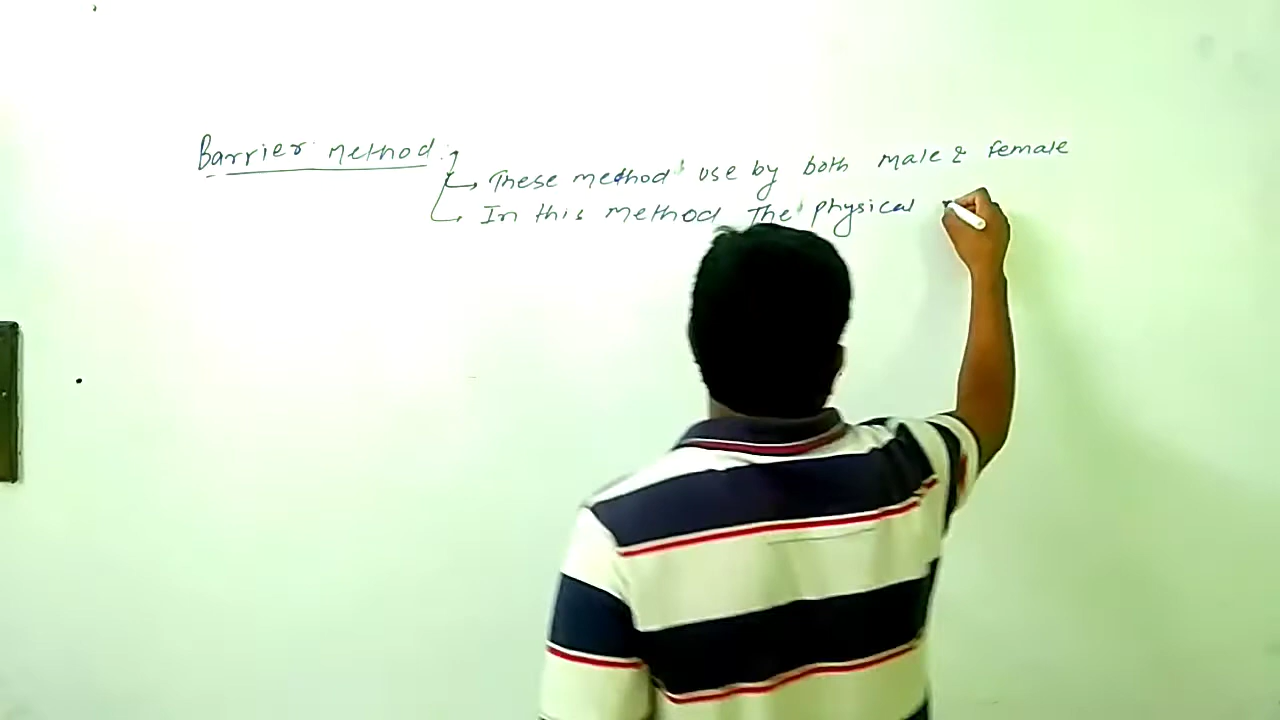 Barrier method :-
These method use by both male & female
In this method The physical